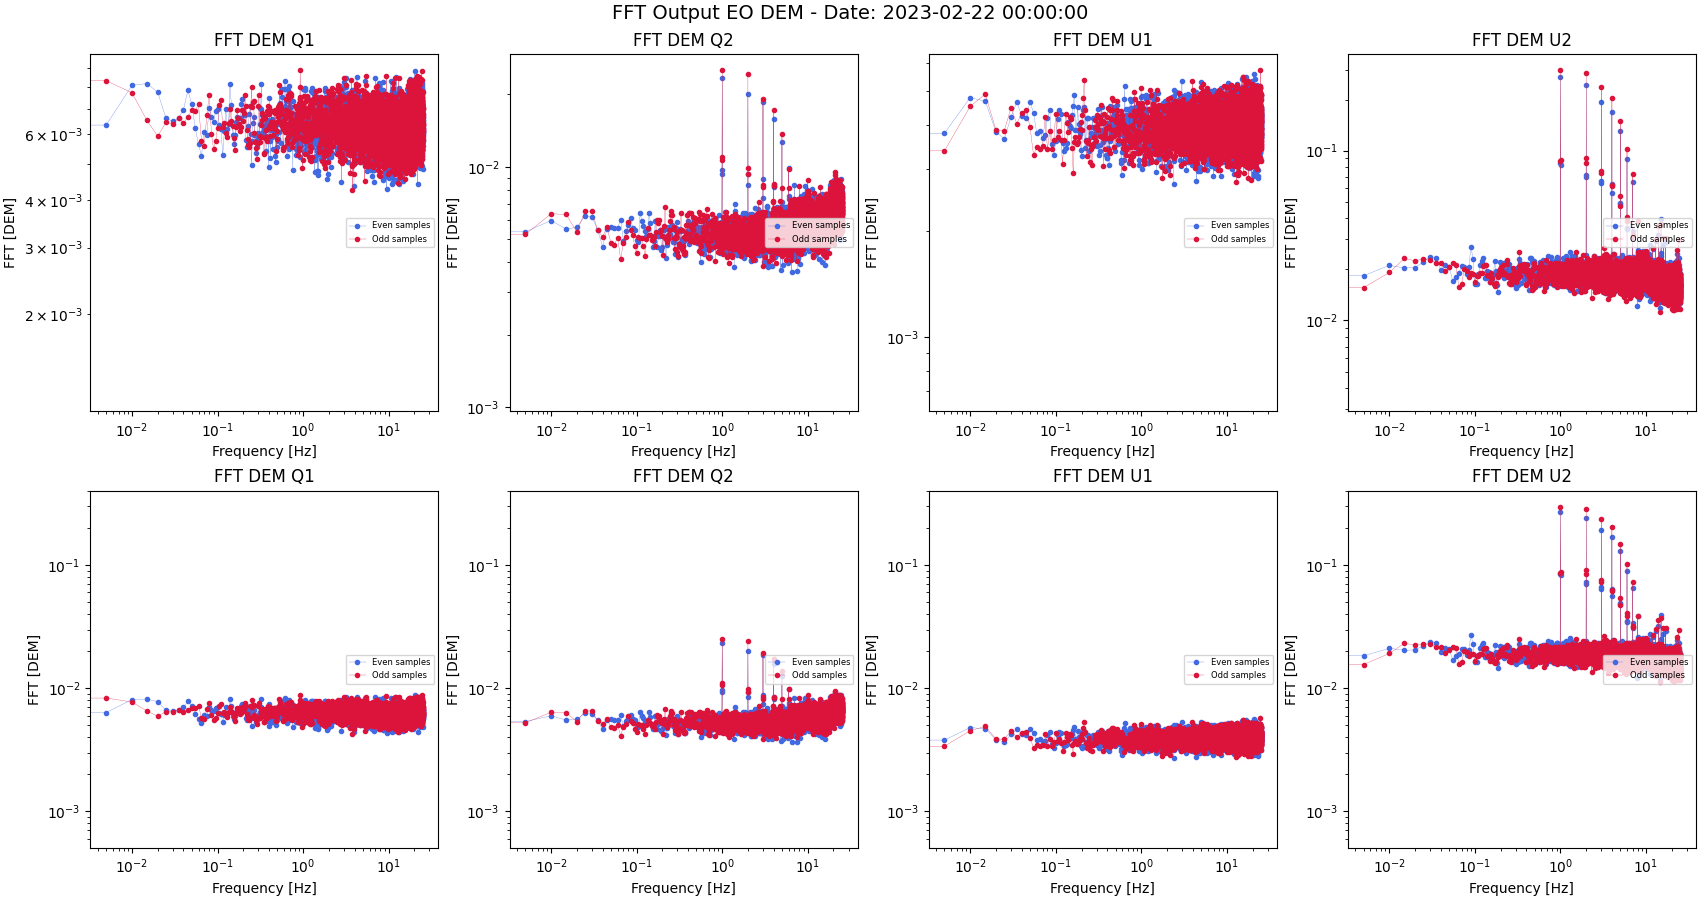 FFT Output EO DEM - Date: 2023-02-22 00:00:00
FFT DEM Q1
FFT [DEM]
6 × 10⁻³
4 × 10⁻³
3 × 10⁻³
2 × 10⁻³
Even samples
Odd samples
10⁻² 10⁻¹ 10⁰ 10¹
Frequency [Hz]
FFT DEM Q2
FFT [DEM]
10⁻²
10⁻³
Even samples
Odd samples
10⁻² 10⁻¹ 10⁰ 10¹
Frequency [Hz]
FFT DEM U1
FFT [DEM]
10⁻³
Even samples
Odd samples
10⁻² 10⁻¹ 10⁰ 10¹
Frequency [Hz]
FFT DEM U2
FFT [DEM]
10⁻¹
10⁻²
Even samples
Odd samples
10⁻² 10⁻¹ 10⁰ 10¹
Frequency [Hz]
FFT DEM Q1
FFT [DEM]
10⁻¹
10⁻²
10⁻³
Even samples
Odd samples
10⁻² 10⁻¹ 10⁰ 10¹
Frequency [Hz]
FFT DEM Q2
FFT [DEM]
10⁻¹
10⁻²
10⁻³
Even samples
Odd samples
10⁻² 10⁻¹ 10⁰ 10¹
Frequency [Hz]
FFT DEM U1
FFT [DEM]
10⁻¹
10⁻²
10⁻³
Even samples
Odd samples
10⁻² 10⁻¹ 10⁰ 10¹
Frequency [Hz]
FFT DEM U2
FFT [DEM]
10⁻¹
10⁻²
10⁻³
Even samples
Odd samples
10⁻² 10⁻¹ 10⁰ 10¹
Frequency [Hz]